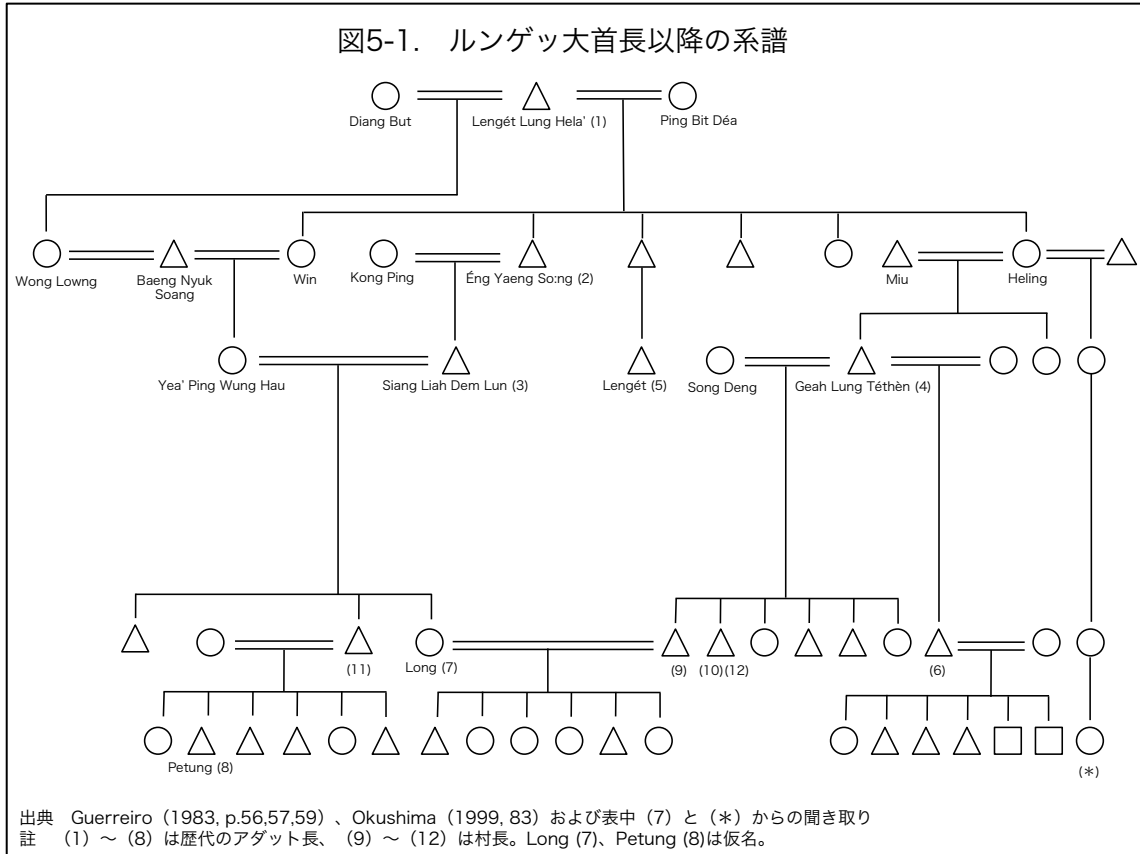 図5-1. ルンゲッ大首長以降の系譜
Diang But
Lengét Lung Hela' (1)
Ping Bit Déa
Wong Lowng
Baeng Nyuk
Soang
Win
Kong Ping
Éng Yaeng So:ng (2)
Miu
Heling
Yea' Ping Wung Hau
Siang Liah Dem Lun (3)
Lengét (5)
Song Deng
Geah Lung Téthèn (4)
(11)
Long (7)
(9)
(10)(12)
(6)
Petung (8)
(＊)
出典 Guerreiro（1983, p.56,57,59）、Okushima（1999, 83）および表中（7）と（＊）からの聞き取り
註 （1）〜（8）は歴代のアダット長、（9）〜（12）は村長。Long (7)、Petung (8)は仮名。